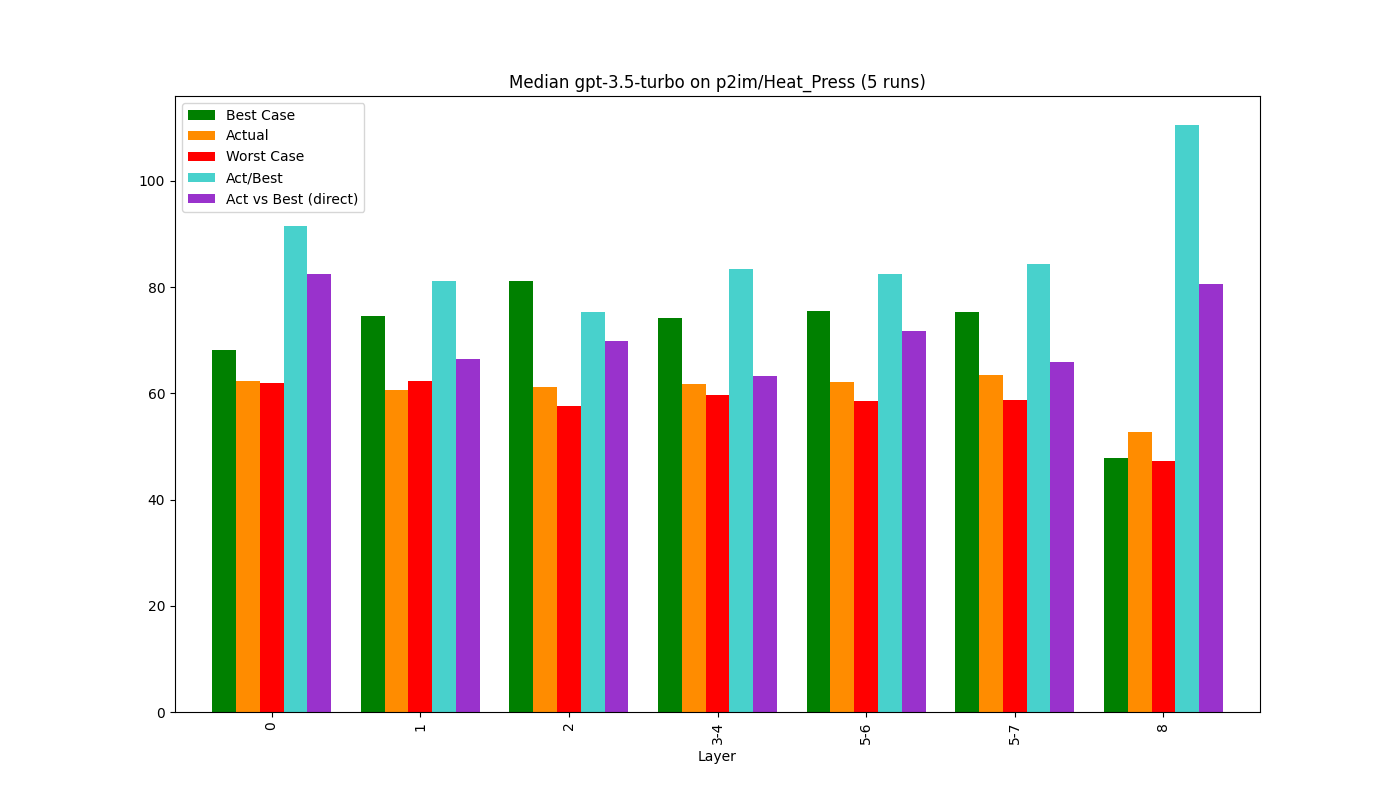 Median gpt-3.5-turbo on p2im/Heat_Press (5 runs)
Best Case
Actual
Worst Case
Act/Best
Act vs Best (direct)
100
80
60
40
20
0
0
1
2
3-4
5-6
5-7
8
Layer